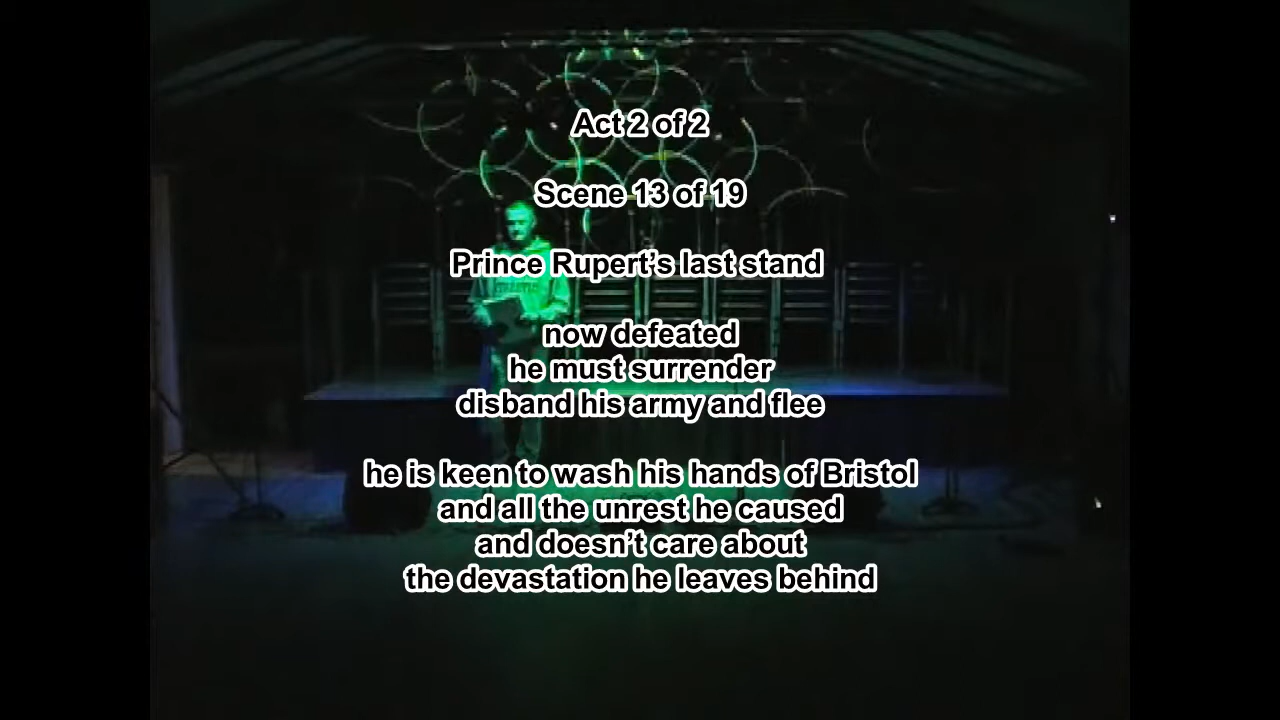 Act 2 of 2
Scene 13 of 19
Prince Rupert's last stand
now defeated
he must surrender
disband his army and flee
he is keen to wash his hands of Bristol
and all the unrest he caused
and doesn't care about
the devastation he leaves behind